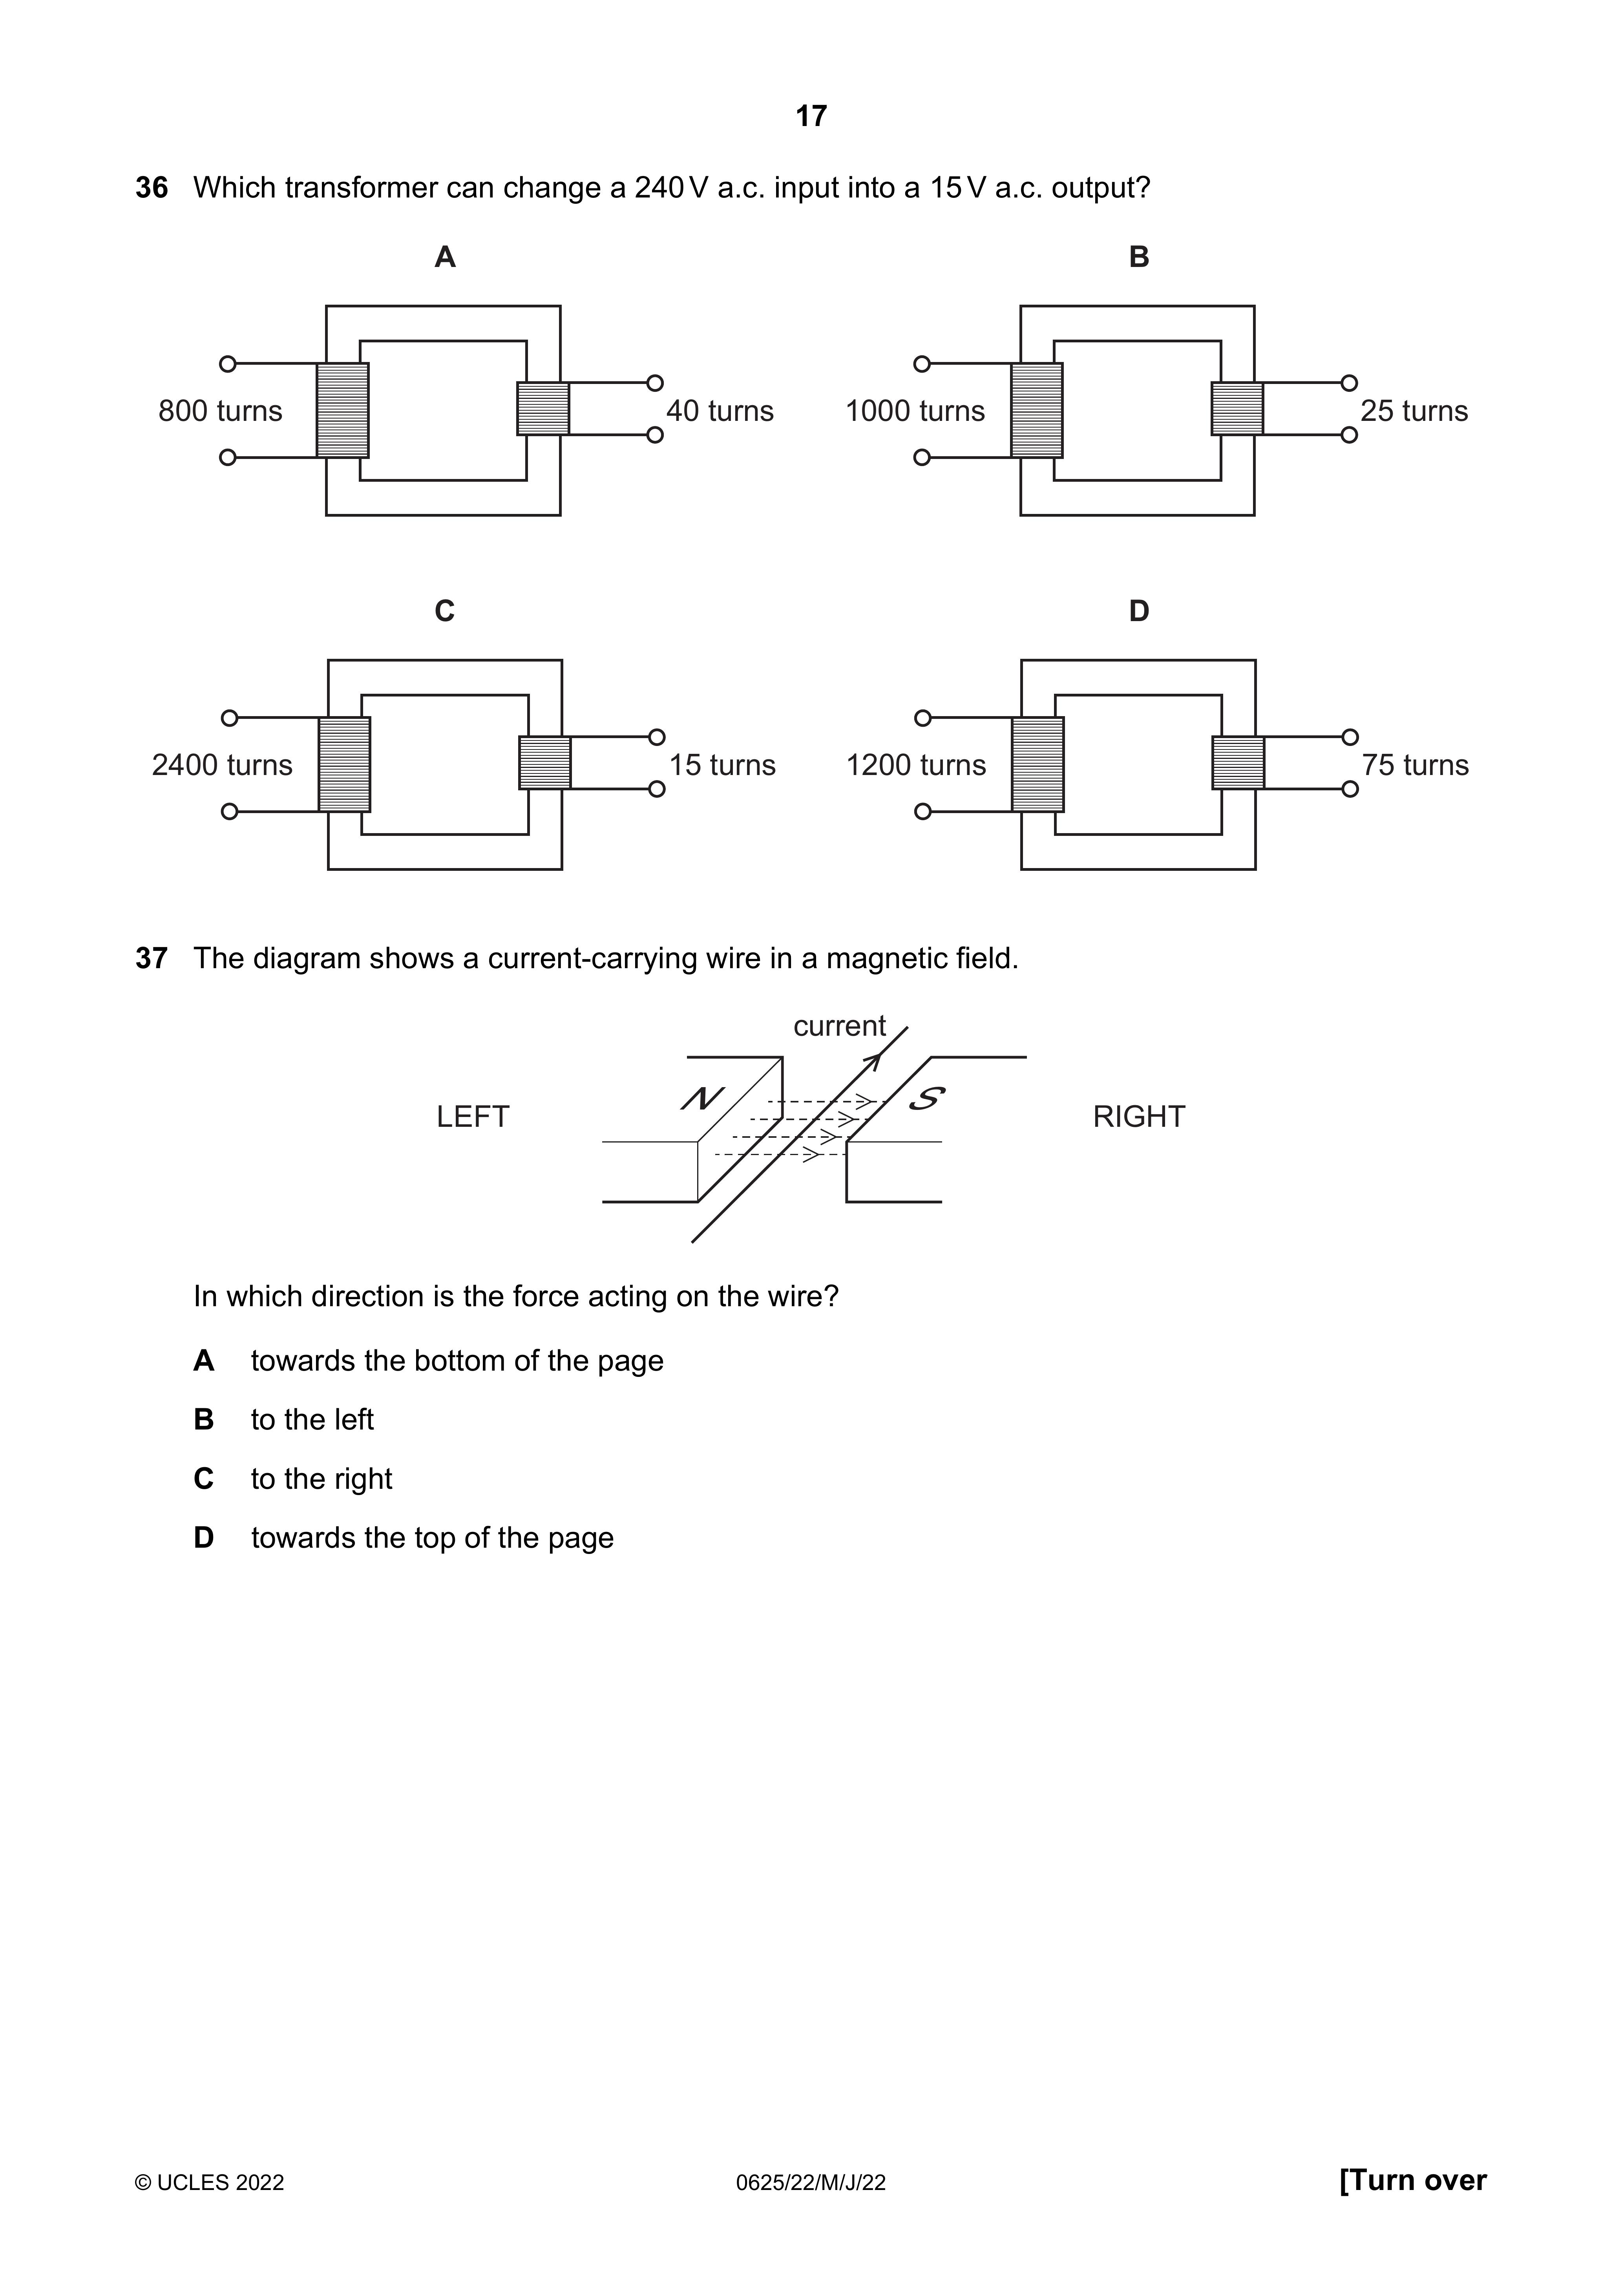 17
36 Which transformer can change a 240 V a.c. input into a 15 V a.c. output?
A
B
800 turns
40 turns
1000 turns
25 turns
C
D
2400 turns
15 turns
1200 turns
75 turns
37 The diagram shows a current-carrying wire in a magnetic field.
current
N
S
LEFT
RIGHT
In which direction is the force acting on the wire?
A towards the bottom of the page
B to the left
C to the right
D towards the top of the page
© UCLES 2022
0625/22/M/J/22
[Turn over